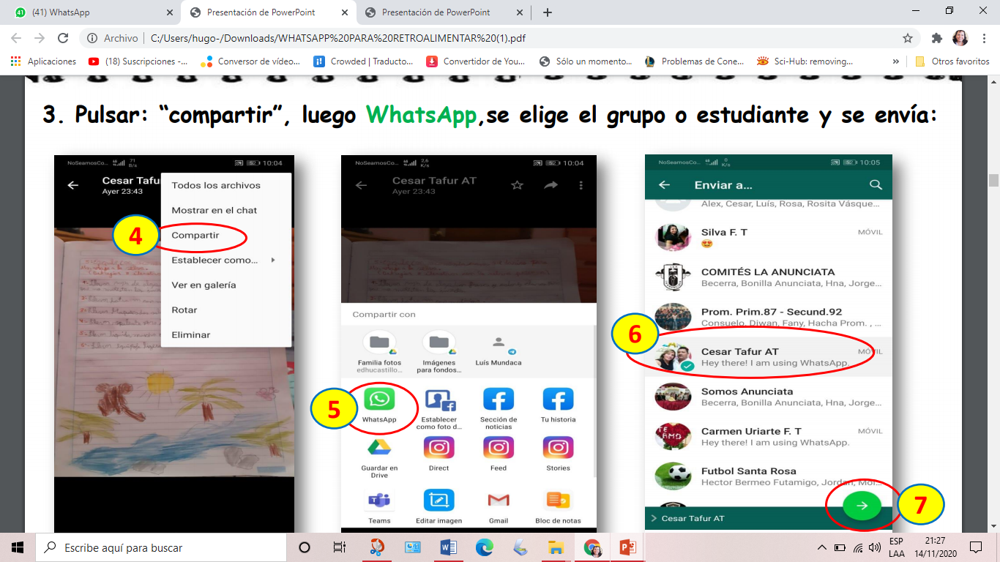 (41) WhatsApp
Presentación de PowerPoint
Presentación de PowerPoint
Archivo
C:/Users/hugo-/Downloads/WHATSAPP%20PARA%20RETROALIMENTAR%20(1).pdf
Aplicaciones
(18) Suscripciones -...
Conversor de vídeo...
Crowded | Traducto...
Convertidor de You...
Sólo un momento...
Problemas de Cone...
Sci-Hub: removing...
»
Otros favoritos
3. Pulsar: “compartir”, luego WhatsApp,se elige el grupo o estudiante y se envía:
NoSeamosCo... 71 B/s 52 10:04
Cesar Tafu
Ayer 23:43
Todos los archivos
Mostrar en el chat
4
Compartir
Establecer como...
Ver en galería
Rotar
Eliminar
NoSeamosCo... 2,6 K/s 52 10:04
Cesar Tafur AT
Ayer 23:43
Compartir con
Familia fotos
edhucastillo...
Imágenes
para fondos...
Luís Mundaca
5
WhatsApp
Establecer
como foto d...
Sección de
noticias
Tu historia
Guardar en
Drive
Direct
Feed
Stories
Teams
Editar imagen
Gmail
Bloc de notas
NoSeamosCo... 0 K/s 52 10:05
Enviar a...
Alex, Cesar, Luís, Rosa, Rosita Vásque...
Silva F. T
MÓVIL
😍
COMITÉS LA ANUNCIATA
Becerra, Bonilla Anunciata, Hna, Jorge...
Prom. Prim.87 - Secund.92
Consuelo, Diwan, Fany, Hacha Prom. , ...
6
Cesar Tafur AT
MÓVIL
Hey there! I am using WhatsApp.
Somos Anunciata
Becerra, Bonilla Anunciata, Hna, Jorge...
TE AMO
Carmen Uriarte F. T
MÓVIL
Hey there! I am using WhatsApp.
Futbol Santa Rosa
Hector Bermeo Futamigo, Jordan, Moi...
7
Cesar Tafur AT
Escribe aquí para buscar
ESP
LAA
21:27
14/11/2020